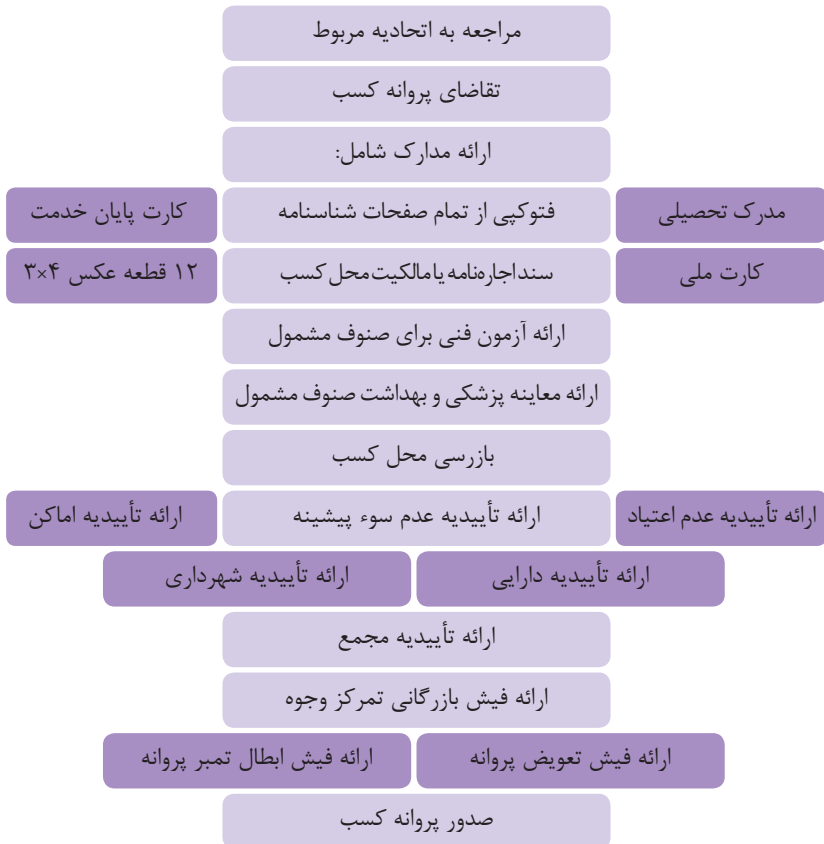 مراجعه به اتحادیه مربوط
تقاضای پروانه کسب
ارائه مدارک شامل:
مدرک تحصیلی
فتوکپی از تمام صفحات شناسنامه
کارت پایان خدمت
کارت ملی
سند اجاره‌نامه یا مالکیت محل کسب
۱۲ قطعه عکس ۴×۳
ارائه آزمون فنی برای صنوف مشمول
ارائه معاینه پزشکی و بهداشت صنوف مشمول
بازرسی محل کسب
ارائه تأییدیه عدم اعتیاد
ارائه تأییدیه عدم سوء پیشینه
ارائه تأییدیه اماکن
ارائه تأییدیه دارایی
ارائه تأییدیه شهرداری
ارائه تأییدیه مجمع
ارائه فیش بازرگانی تمرکز وجوه
ارائه فیش تعویض پروانه
ارائه فیش ابطال تمبر پروانه
صدور پروانه کسب